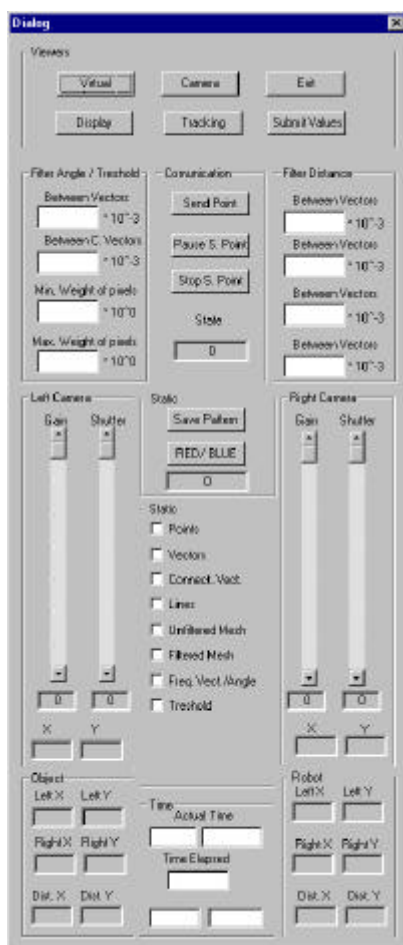 Dialog
Viewers
Virtual Camera Exit
Display Tracking Submit Values
Filter Angle / Treshold
Between Vectors
* 10^-3
Between C. Vectors
* 10^-3
Min. Weight of pixels
* 10^0
Max. Weight of pixels
* 10^0
Comunication
Send Point
Pause S. Point
Stop S. Point
State
0
Filter Distance
Between Vectors
* 10^-3
Between Vectors
* 10^-3
Between Vectors
* 10^-3
Between Vectors
* 10^-3
Left Camera
Gain Shutter
0 0
X Y
Static
Save Pattern
RED/ BLUE
0
Static
Points
Vectors
Connect. Vect.
Lines
Unfiltered Mesh
Filtered Mesh
Freq. Vect./Angle
Treshold
Right Camera
Gain Shutter
0 0
X Y
Object
Left X Left Y
Right X Right Y
Dist. X Dist. Y
Time
Actual Time
Time Elapsed
Robot
Left X Left Y
Right X Right Y
Dist. X Dist. Y